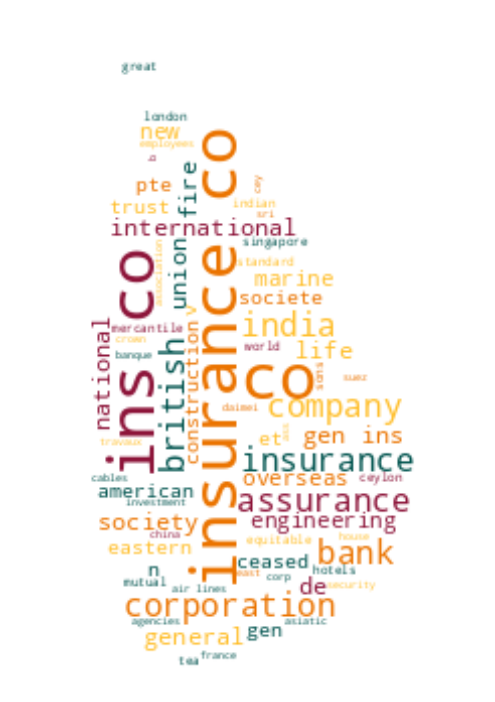 great
london
new
employees
pte
fire
cey
trust
indian
sri
international
singapore
union
association
insurance co
ins co
standard
marine
societe
v
national
mercantile
india
crown
world
life
banque
british
construction
co
sons
suez
daimei
company
travaux
et
gen ins
insurance
cables
overseas
ceylon
american
investment
assurance
society
engineering
china
equitable
house
eastern
bank
ceased
n
east
corp
hotels
mutual
air lines
de
security
corporation
agencies
asiatic
general
gen
tea
france